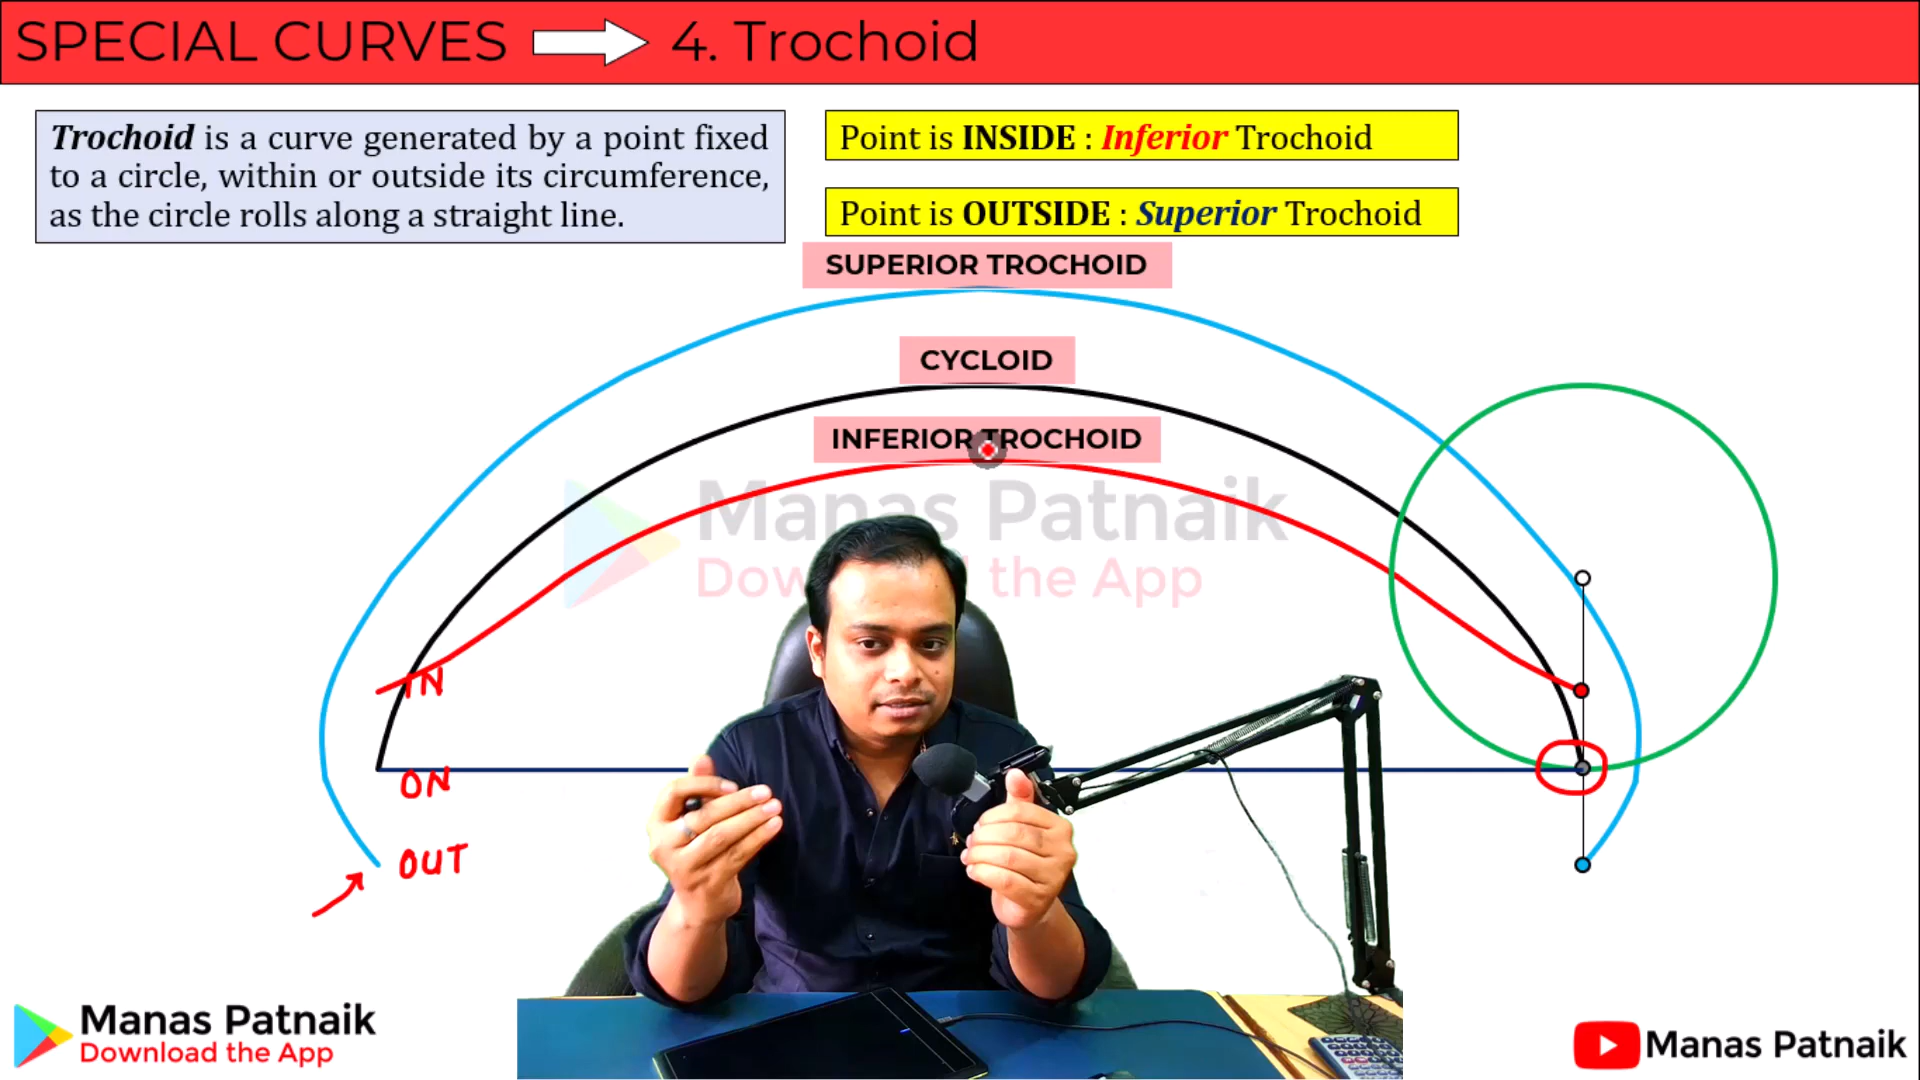 SPECIAL CURVES 4. Trochoid
Trochoid is a curve generated by a point fixed
to a circle, within or outside its circumference,
as the circle rolls along a straight line.
Point is INSIDE : Inferior Trochoid
Point is OUTSIDE : Superior Trochoid
SUPERIOR TROCHOID
CYCLOID
INFERIOR TROCHOID
Manas Patnaik
the App
IN
ON
OUT
Manas Patnaik
Download the App
Manas Patnaik